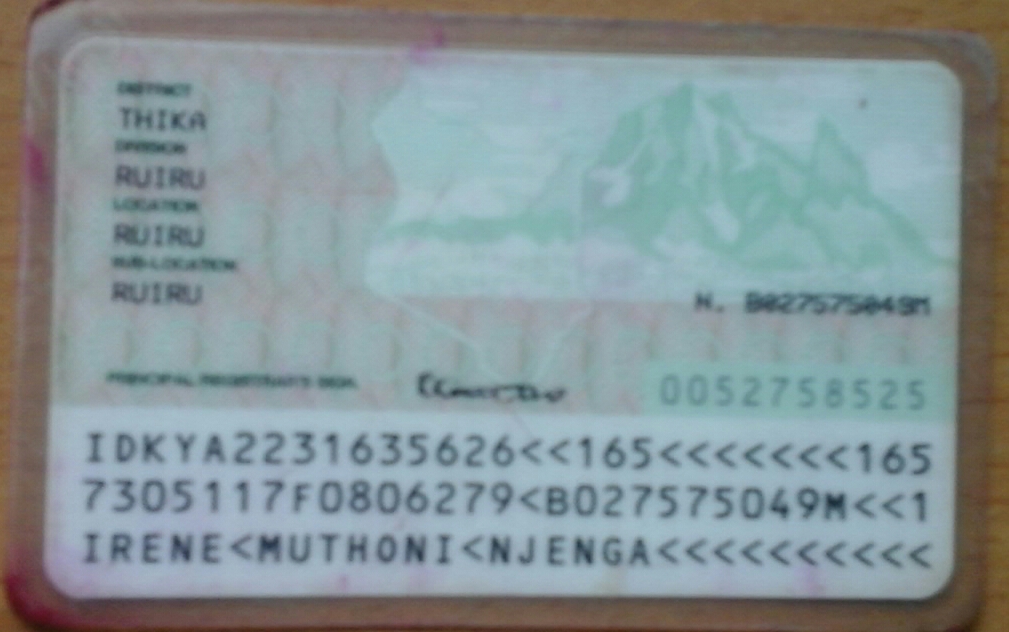 DISTRICT
THIKA
DIVISION
RUIRU
LOCATION
RUIRU
SUB-LOCATION
RUIRU
N. B027575049M
PRINCIPAL REGISTRAR'S SIGN.
0052758525
IDKYA2231635626<<165<<<<<<<165
7305117F0806279<B027575049M<<1
IRENE<MUTHONI<NJENGA<<<<<<<<<<